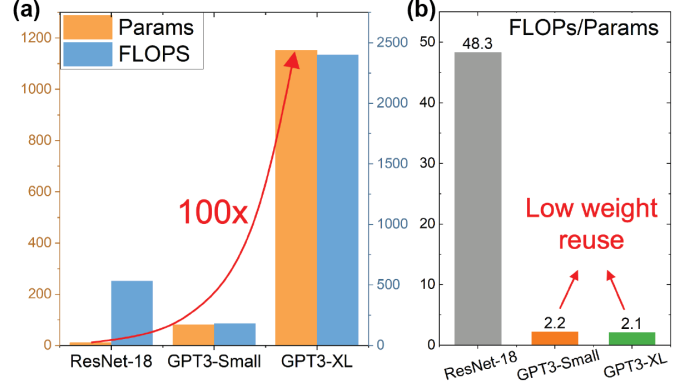 (a)
Params
FLOPS
1200
1000
800
600
400
200
0
100x
2500
2000
1500
1000
500
0
ResNet-18
GPT3-Small
GPT3-XL
(b)
FLOPs/Params
50
40
30
20
10
0
48.3
Low weight
reuse
2.2
2.1
ResNet-18
GPT3-Small
GPT3-XL